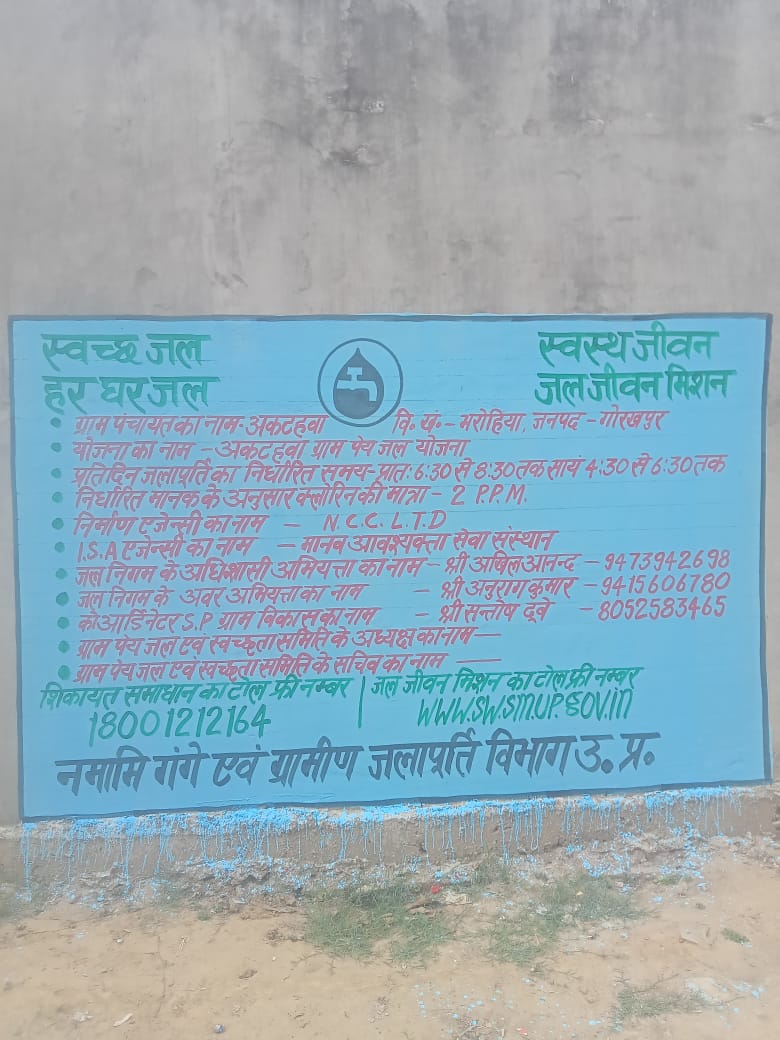 स्वच्छ जल
हर घर जल
स्वस्थ जीवन
जल जीवन मिशन
ग्राम पंचायत का नाम-अकटहवा वि. खं.-भरोहिया, जनपद-गोरखपुर
योजना का नाम - अकटहवा ग्राम पेय जल योजना
प्रतिदिन जलापूर्ति का निर्धारित समय-प्रातः 6:30 से 8:30 तक सायं 4:30 से 6:30 तक
निर्धारित मानक के अनुसार क्लोरिन की मात्रा - 2 P.P.M.
निर्माण एजेन्सी का नाम - N.C.C. L.T.D
I.S.A एजेन्सी का नाम - मानव आवश्यक्ता सेवा संस्थान
जल निगम के अधिशासी अभियत्ता का नाम - श्री अखिल आनन्द - 9473942698
जल निगम के अवर अभियत्ता का नाम - श्री अनुराग कुमार - 9415606780
कोआर्डिनेटर S.P ग्राम विकास का नाम - श्री सन्तोष दूबे - 8052583465
ग्राम पेय जल एवं स्वच्छता समिति के अध्यक्ष का नाम —
ग्राम पेय जल एवं स्वच्छता समिति के सचिव का नाम —
शिकायत समाधान का टोल फ्री नम्बर | जल जीवन मिशन का टोल फ्री नम्बर
18001212164 WWW.SWSM.UP.GOV.in
नमामि गंगे एवं ग्रामीण जलापूर्ति विभाग उ. प्र.